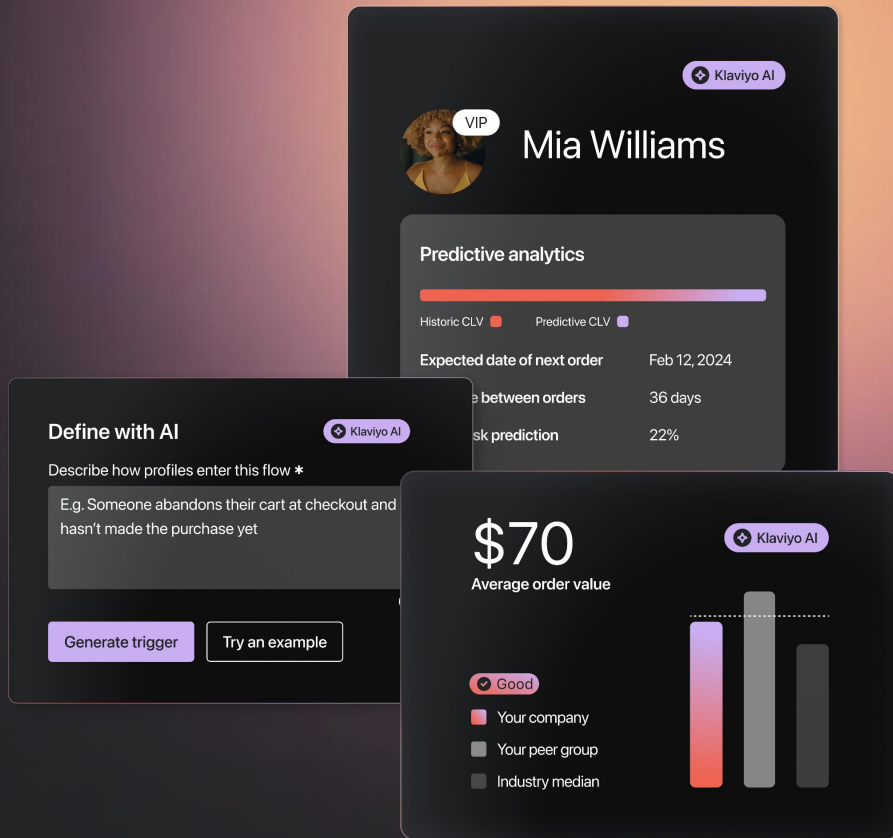 Klaviyo AI
VIP
Mia Williams
Predictive analytics
Historic CLV
Predictive CLV
Expected date of next order Feb 12, 2024
between orders 36 days
prediction 22%
Define with AI
Klaviyo AI
Describe how profiles enter this flow *
E.g. Someone abandons their cart at checkout and
hasn't made the purchase yet
Generate trigger
Try an example
$70
Klaviyo AI
Average order value
Good
Your company
Your peer group
Industry median